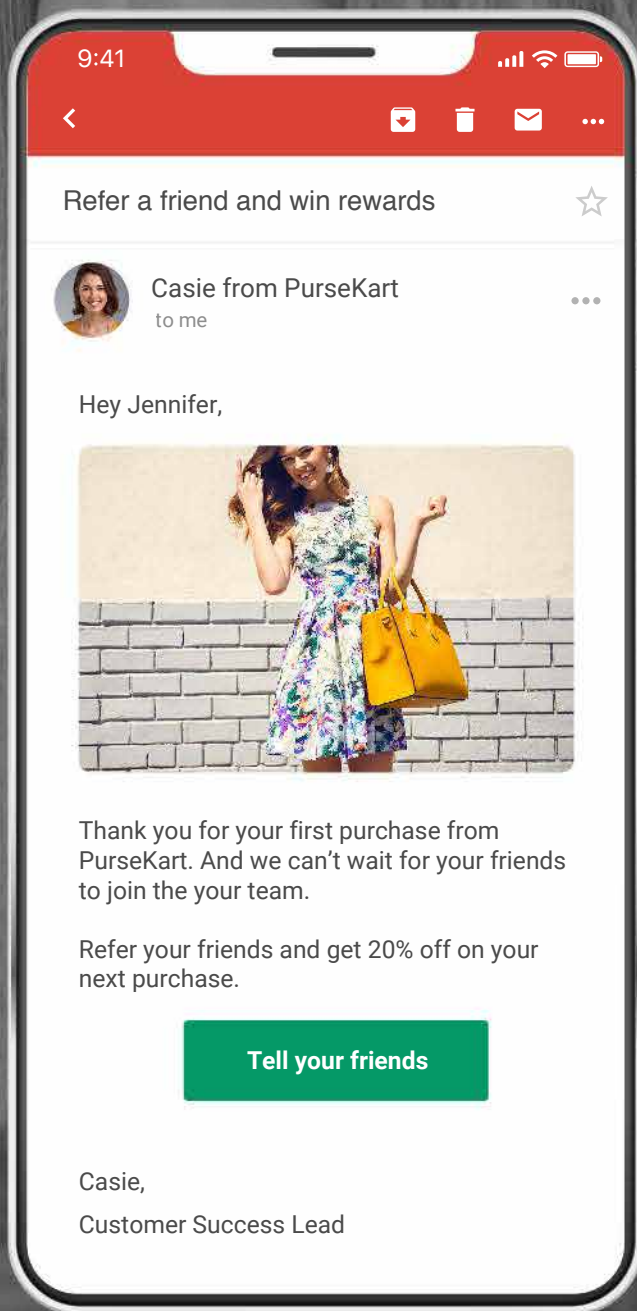 9:41
Refer a friend and win rewards
Casie from PurseKart
to me
Hey Jennifer,
Thank you for your first purchase from
PurseKart. And we can’t wait for your friends
to join the your team.
Refer your friends and get 20% off on your
next purchase.
Tell your friends
Casie,
Customer Success Lead